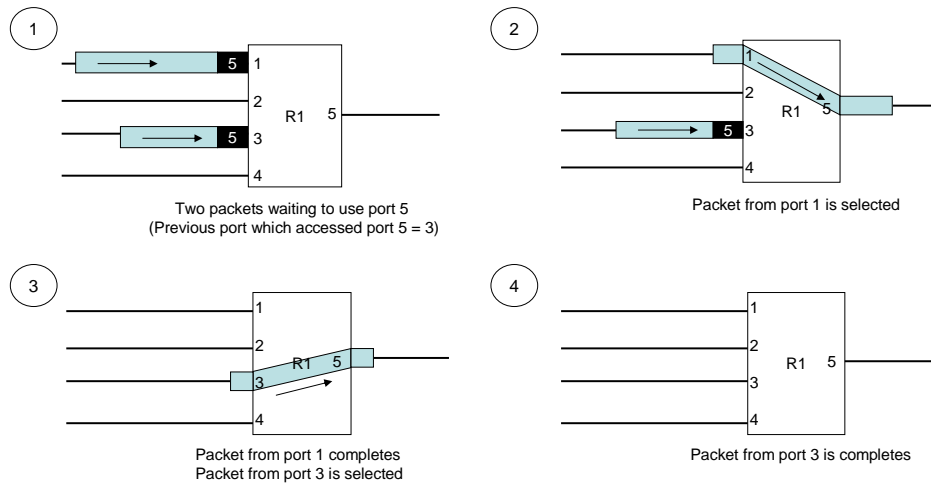 1
5
1
2
R1
5
5
3
4
Two packets waiting to use port 5
(Previous port which accessed port 5 = 3)
2
1
2
R1
5
5
3
4
Packet from port 1 is selected
3
1
2
R1
5
3
4
Packet from port 1 completes
Packet from port 3 is selected
4
1
2
R1
5
3
4
Packet from port 3 is completes